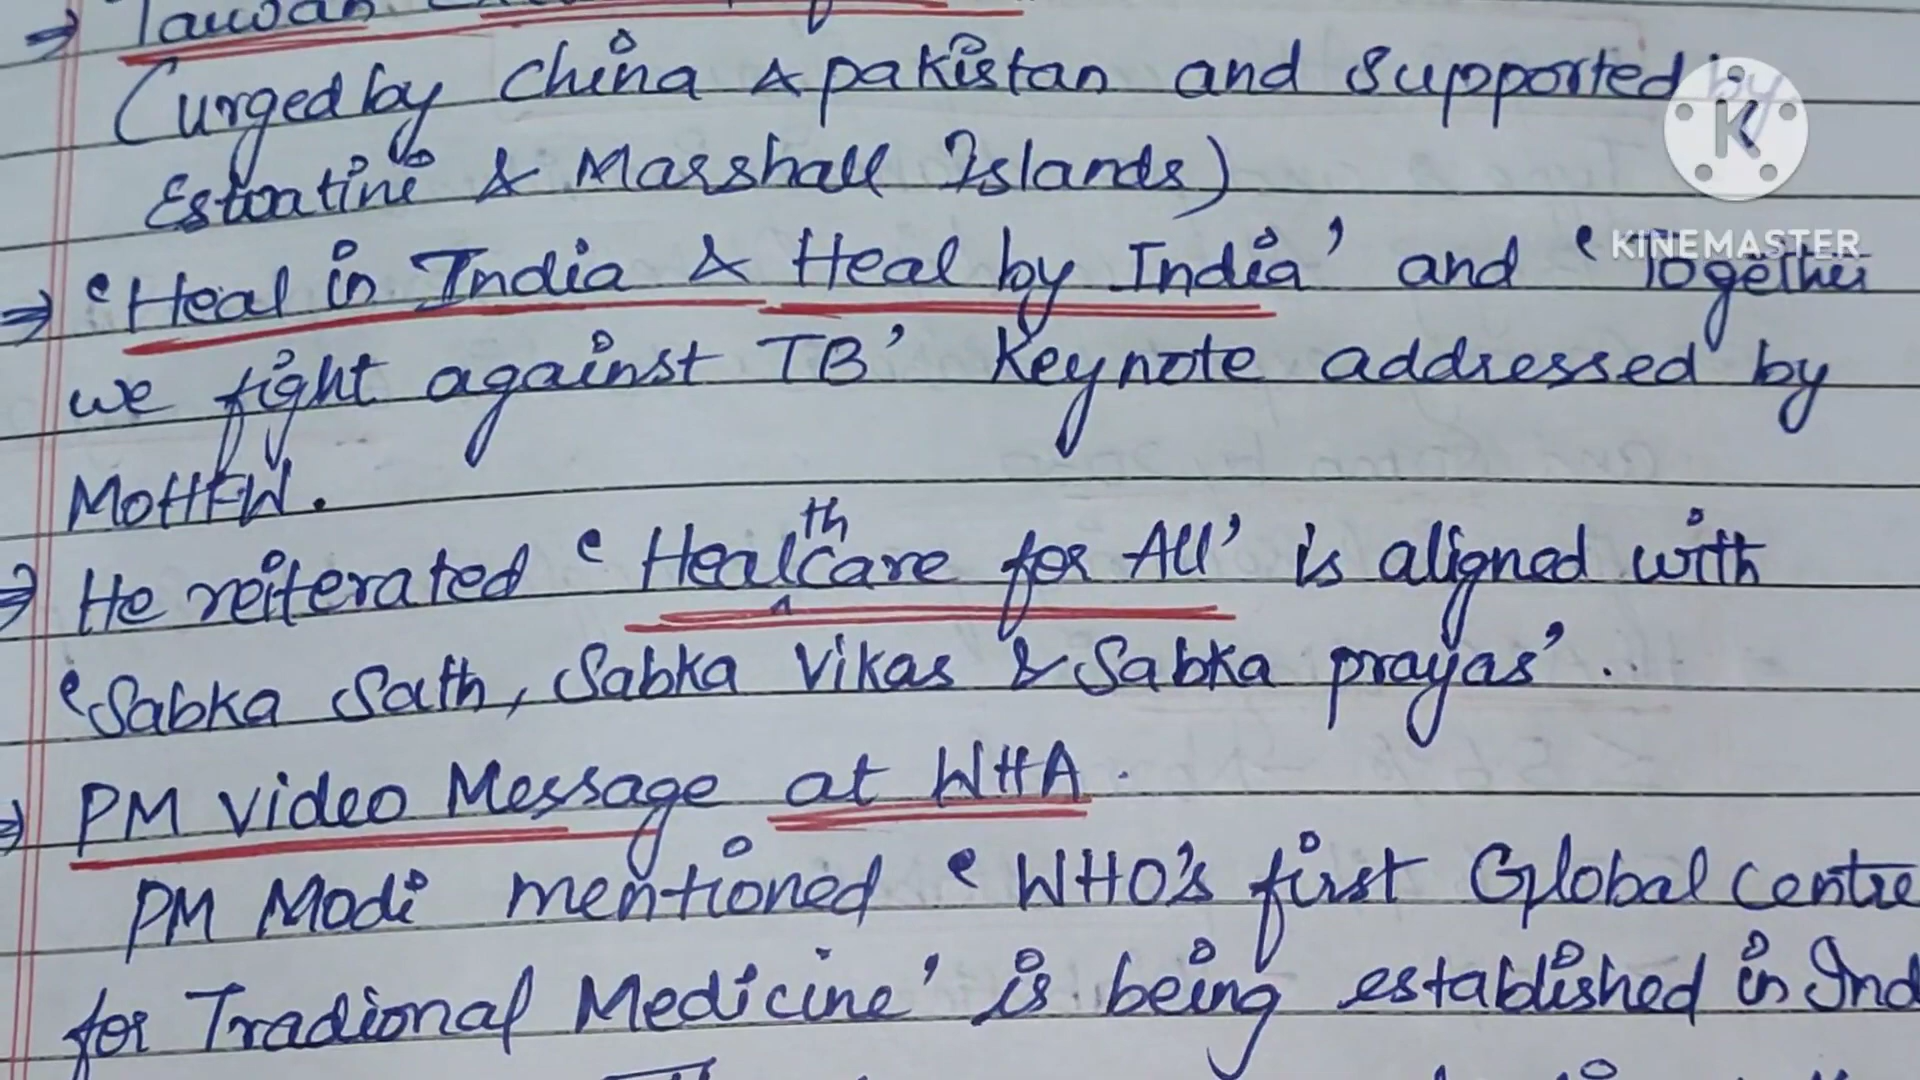 ⇒ Taiwan
(urged by China & pakistan and supported by
Estoatini & Marshall Islands)
⇒ 'Heal in India & Heal by India' and 'Together
we fight against TB' Keynote addressed by
MoHFW.
⇒ He reiterated 'Healthcare for All' is aligned with
'Sabka Sath, Sabka Vikas & Sabka prayas'..
⇒ PM video Message at WHA.
PM Modi mentioned 'WHO's first Global centre
for Tradional Medicine' is being established in Ind
K
KINEMASTER